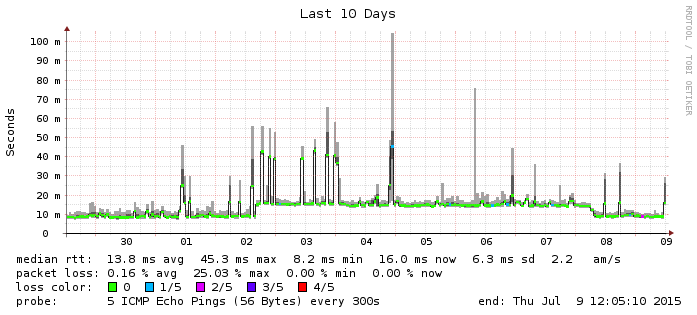 Last 10 Days
RRDTOOL / TOBI OETIKER
Seconds
100 m
90 m
80 m
70 m
60 m
50 m
40 m
30 m
20 m
10 m
0
30 01 02 03 04 05 06 07 08 09
median rtt: 13.8 ms avg 45.3 ms max 8.2 ms min 16.0 ms now 6.3 ms sd 2.2 am/s
packet loss: 0.16 % avg 25.03 % max 0.00 % min 0.00 % now
loss color: 0 1/5 2/5 3/5 4/5
probe: 5 ICMP Echo Pings (56 Bytes) every 300s end: Thu Jul 9 12:05:10 2015